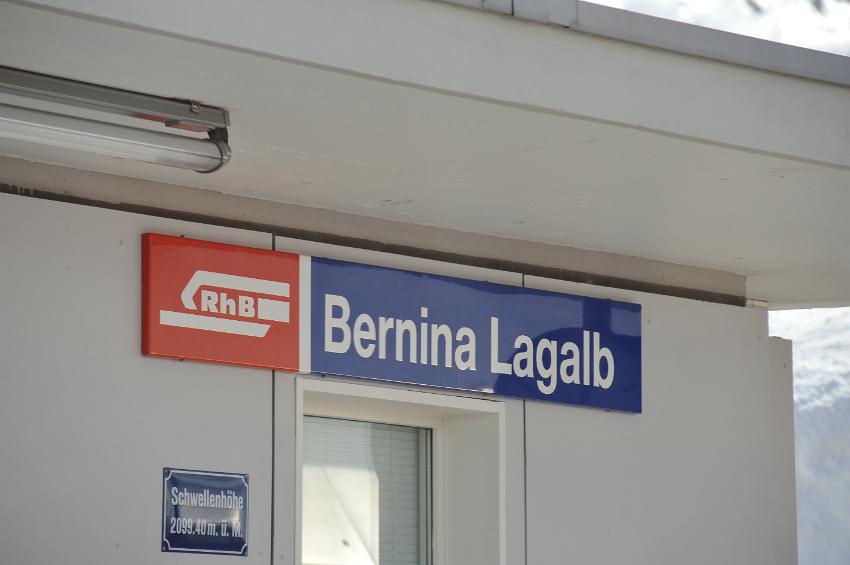 RhB
Bernina Lagalb
Schwellenhöhe
2099.40 m. ü. M.